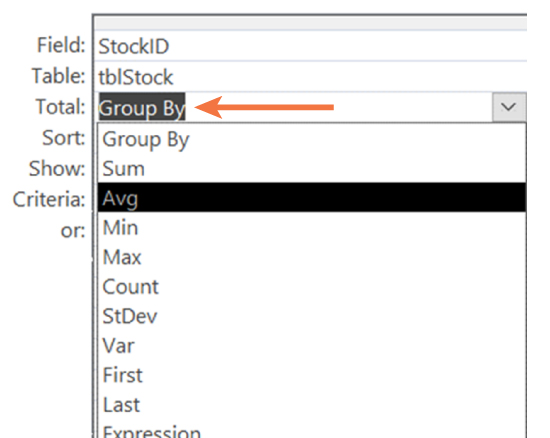 Field: StockID
Table: tblStock
Total: Group By
Sort: Group By
Show: Sum
Criteria: Avg
or: Min
Max
Count
StDev
Var
First
Last
Expression